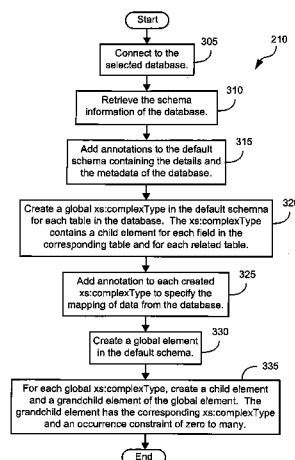 Start
210
305
Connect to the
selected database.
310
Retrieve the schema
information of the database.
315
Add annotations to the default
schema containing the details and
the metadata of the database.
320
Create a global xs:complexType in the default schemna
for each table in the database. The xs:complexType
contains a child element for each field in the
corresponding table and for each related table.
325
Add annotation to each created
xs:complexType to specify the
mapping of data from the database.
330
Create a global element
in the default schema.
335
For each global xs:complexType, create a child element
and a grandchild element of the global element. The
grandchild element has the corresponding xs:complexType
and an occurrence constraint of zero to many.
End